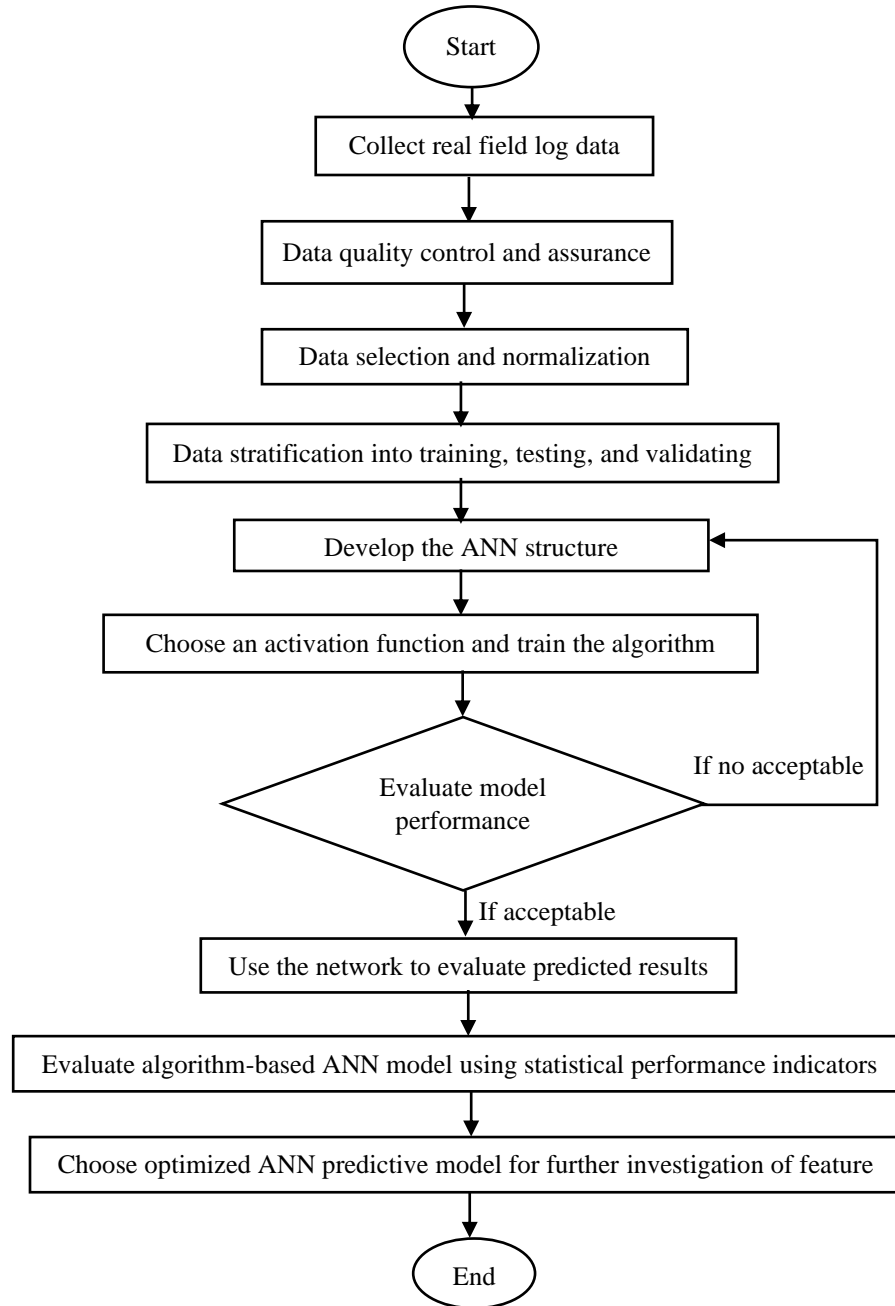 Start
Collect real field log data
Data quality control and assurance
Data selection and normalization
Data stratification into training, testing, and validating
Develop the ANN structure
Choose an activation function and train the algorithm
If no acceptable
Evaluate model
performance
If acceptable
Use the network to evaluate predicted results
Evaluate algorithm-based ANN model using statistical performance indicators
Choose optimized ANN predictive model for further investigation of feature
End